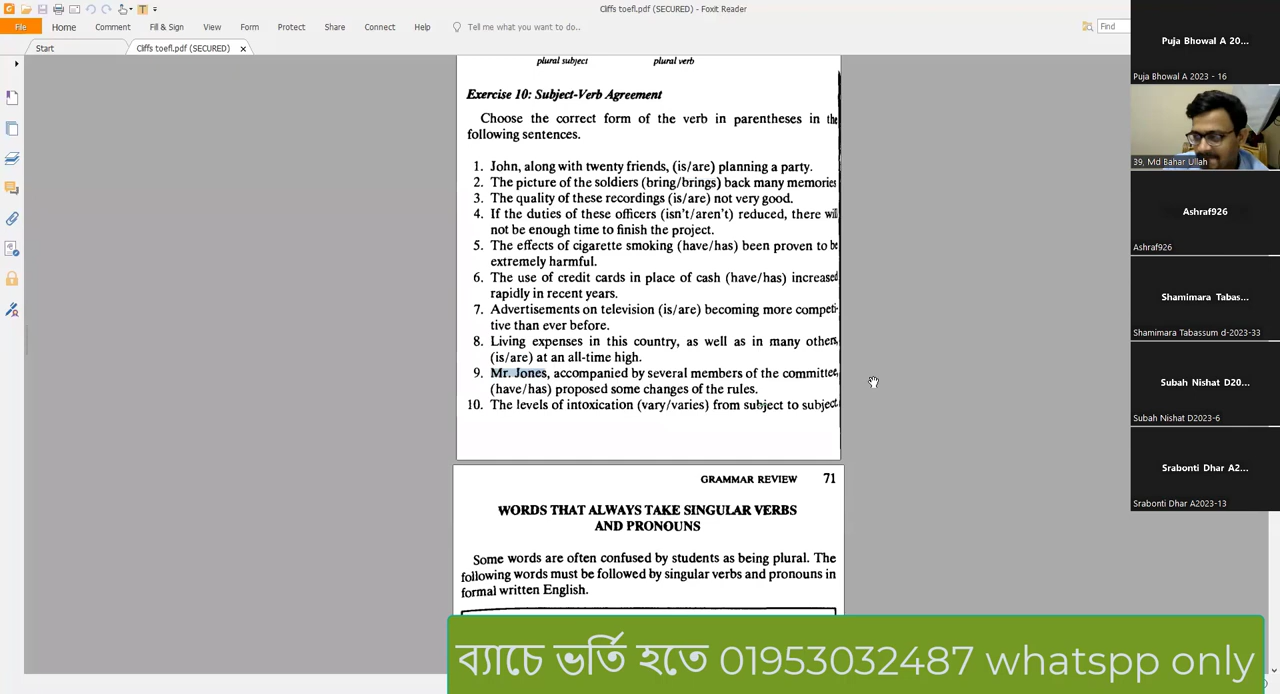 Cliffs toefl.pdf (SECURED) - Foxit Reader
File Home Comment Fill & Sign View Form Protect Share Connect Help Tell me what you want to do.. Find
Start Cliffs toefl.pdf (SECURED)
plural subject plural verb
Exercise 10: Subject-Verb Agreement
Choose the correct form of the verb in parentheses in the
following sentences.
1. John, along with twenty friends, (is/are) planning a party.
2. The picture of the soldiers (bring/brings) back many memories
3. The quality of these recordings (is/are) not very good.
4. If the duties of these officers (isn't/aren't) reduced, there will
not be enough time to finish the project.
5. The effects of cigarette smoking (have/has) been proven to be
extremely harmful.
6. The use of credit cards in place of cash (have/has) increased
rapidly in recent years.
7. Advertisements on television (is/are) becoming more competi-
tive than ever before.
8. Living expenses in this country, as well as in many others,
(is/are) at an all-time high.
9. Mr. Jones, accompanied by several members of the committee,
(have/has) proposed some changes of the rules.
10. The levels of intoxication (vary/varies) from subject to subject.
GRAMMAR REVIEW 71
WORDS THAT ALWAYS TAKE SINGULAR VERBS
AND PRONOUNS
Some words are often confused by students as being plural. The
following words must be followed by singular verbs and pronouns in
formal written English.
Puja Bhowal A 20...
Puja Bhowal A 2023 - 16
39, Md Bahar Ullah
Ashraf926
Ashraf926
Shamimara Tabass...
Shamimara Tabassum d-2023-33
Subah Nishat D20...
Subah Nishat D2023-6
Srabonti Dhar A2...
Srabonti Dhar A2023-13
ব্যাচে ভর্তি হতে 01953032487 whatspp only